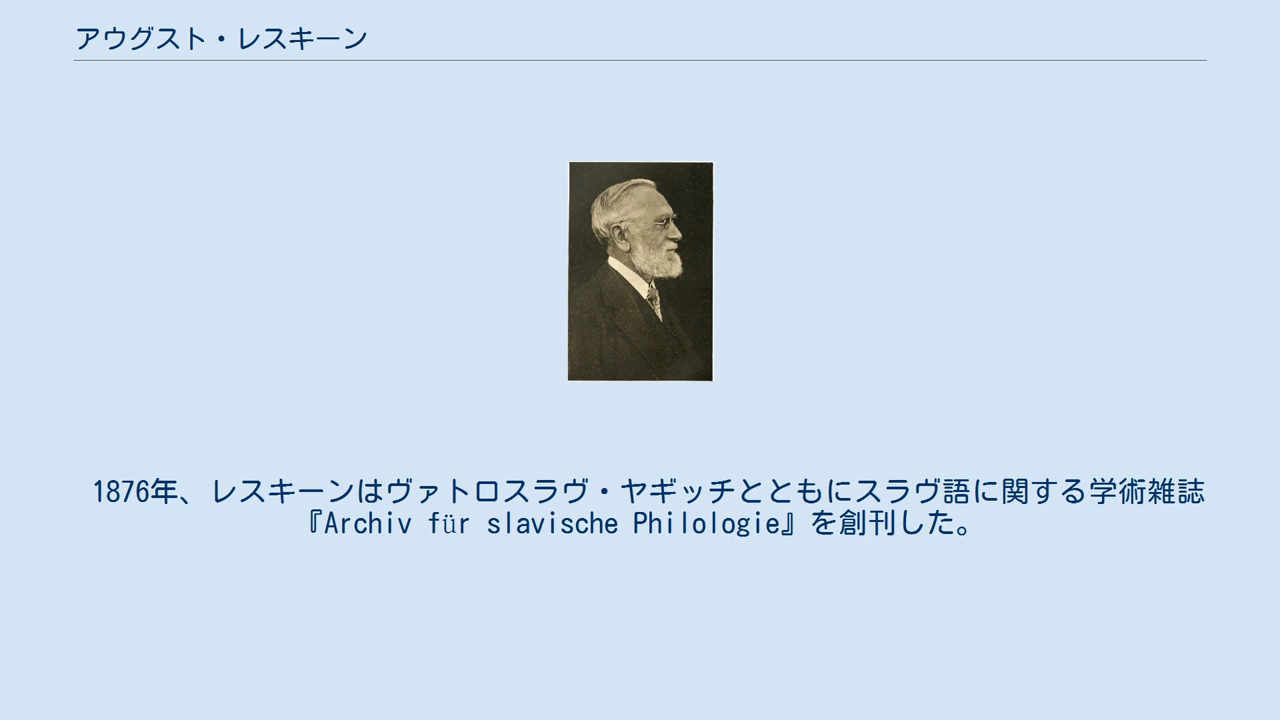 アウグスト・レスキーン
1876年、レスキーンはヴァトロスラヴ・ヤギッチとともにスラヴ語に関する学術雑誌
『Archiv für slavische Philologie』を創刊した。